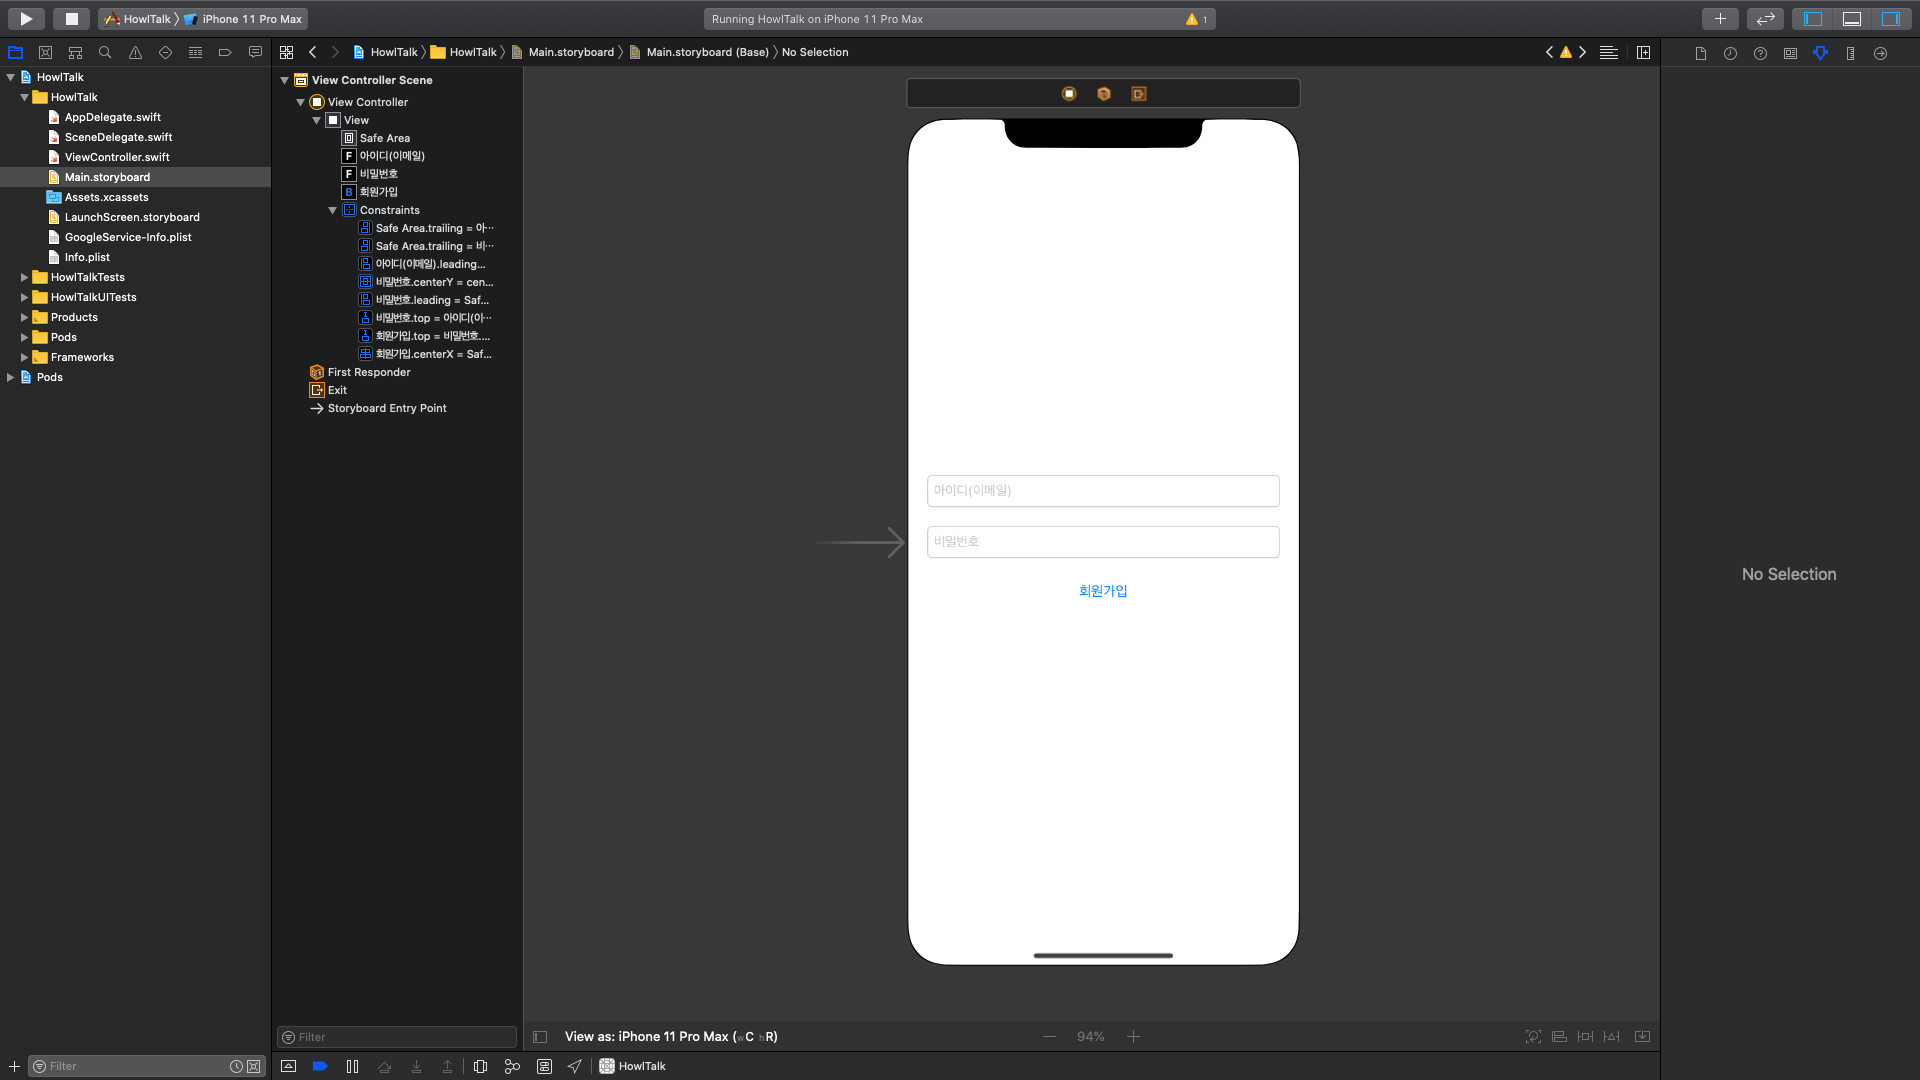 HowlTalk
iPhone 11 Pro Max
Running HowlTalk on iPhone 11 Pro Max
1
HowlTalk
HowlTalk
Main.storyboard
Main.storyboard (Base)
No Selection
HowlTalk
HowlTalk
AppDelegate.swift
SceneDelegate.swift
ViewController.swift
Main.storyboard
Assets.xcassets
LaunchScreen.storyboard
GoogleService-Info.plist
Info.plist
HowlTalkTests
HowlTalkUITests
Products
Pods
Frameworks
Pods
Filter
View Controller Scene
View Controller
View
Safe Area
F 아이디(이메일)
F 비밀번호
B 회원가입
Constraints
Safe Area.trailing = 아…
Safe Area.trailing = 비…
아이디(이메일).leading...
비밀번호.centerY = cen...
비밀번호.leading = Saf...
비밀번호.top = 아이디(이…
회원가입.top = 비밀번호....
회원가입.centerX = Saf...
First Responder
Exit
Storyboard Entry Point
Filter
아이디(이메일)
비밀번호
회원가입
View as: iPhone 11 Pro Max (wC hR)
94%
HowlTalk
No Selection